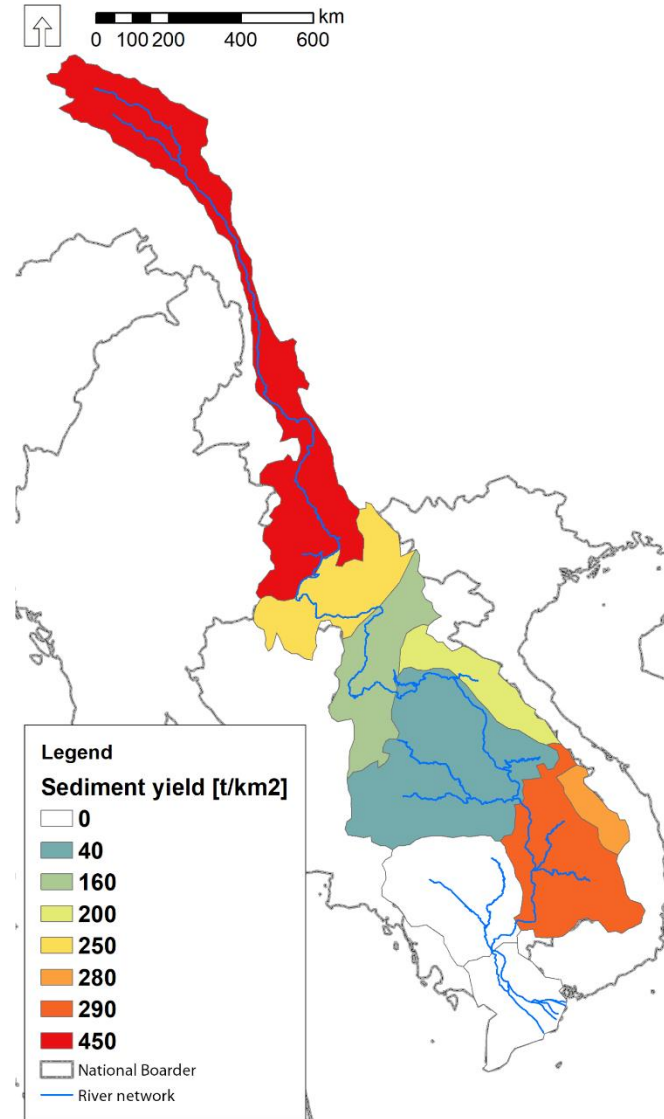 km
0 100 200 400 600
Legend
Sediment yield [t/km2]
0
40
160
200
250
280
290
450
National Boarder
River network